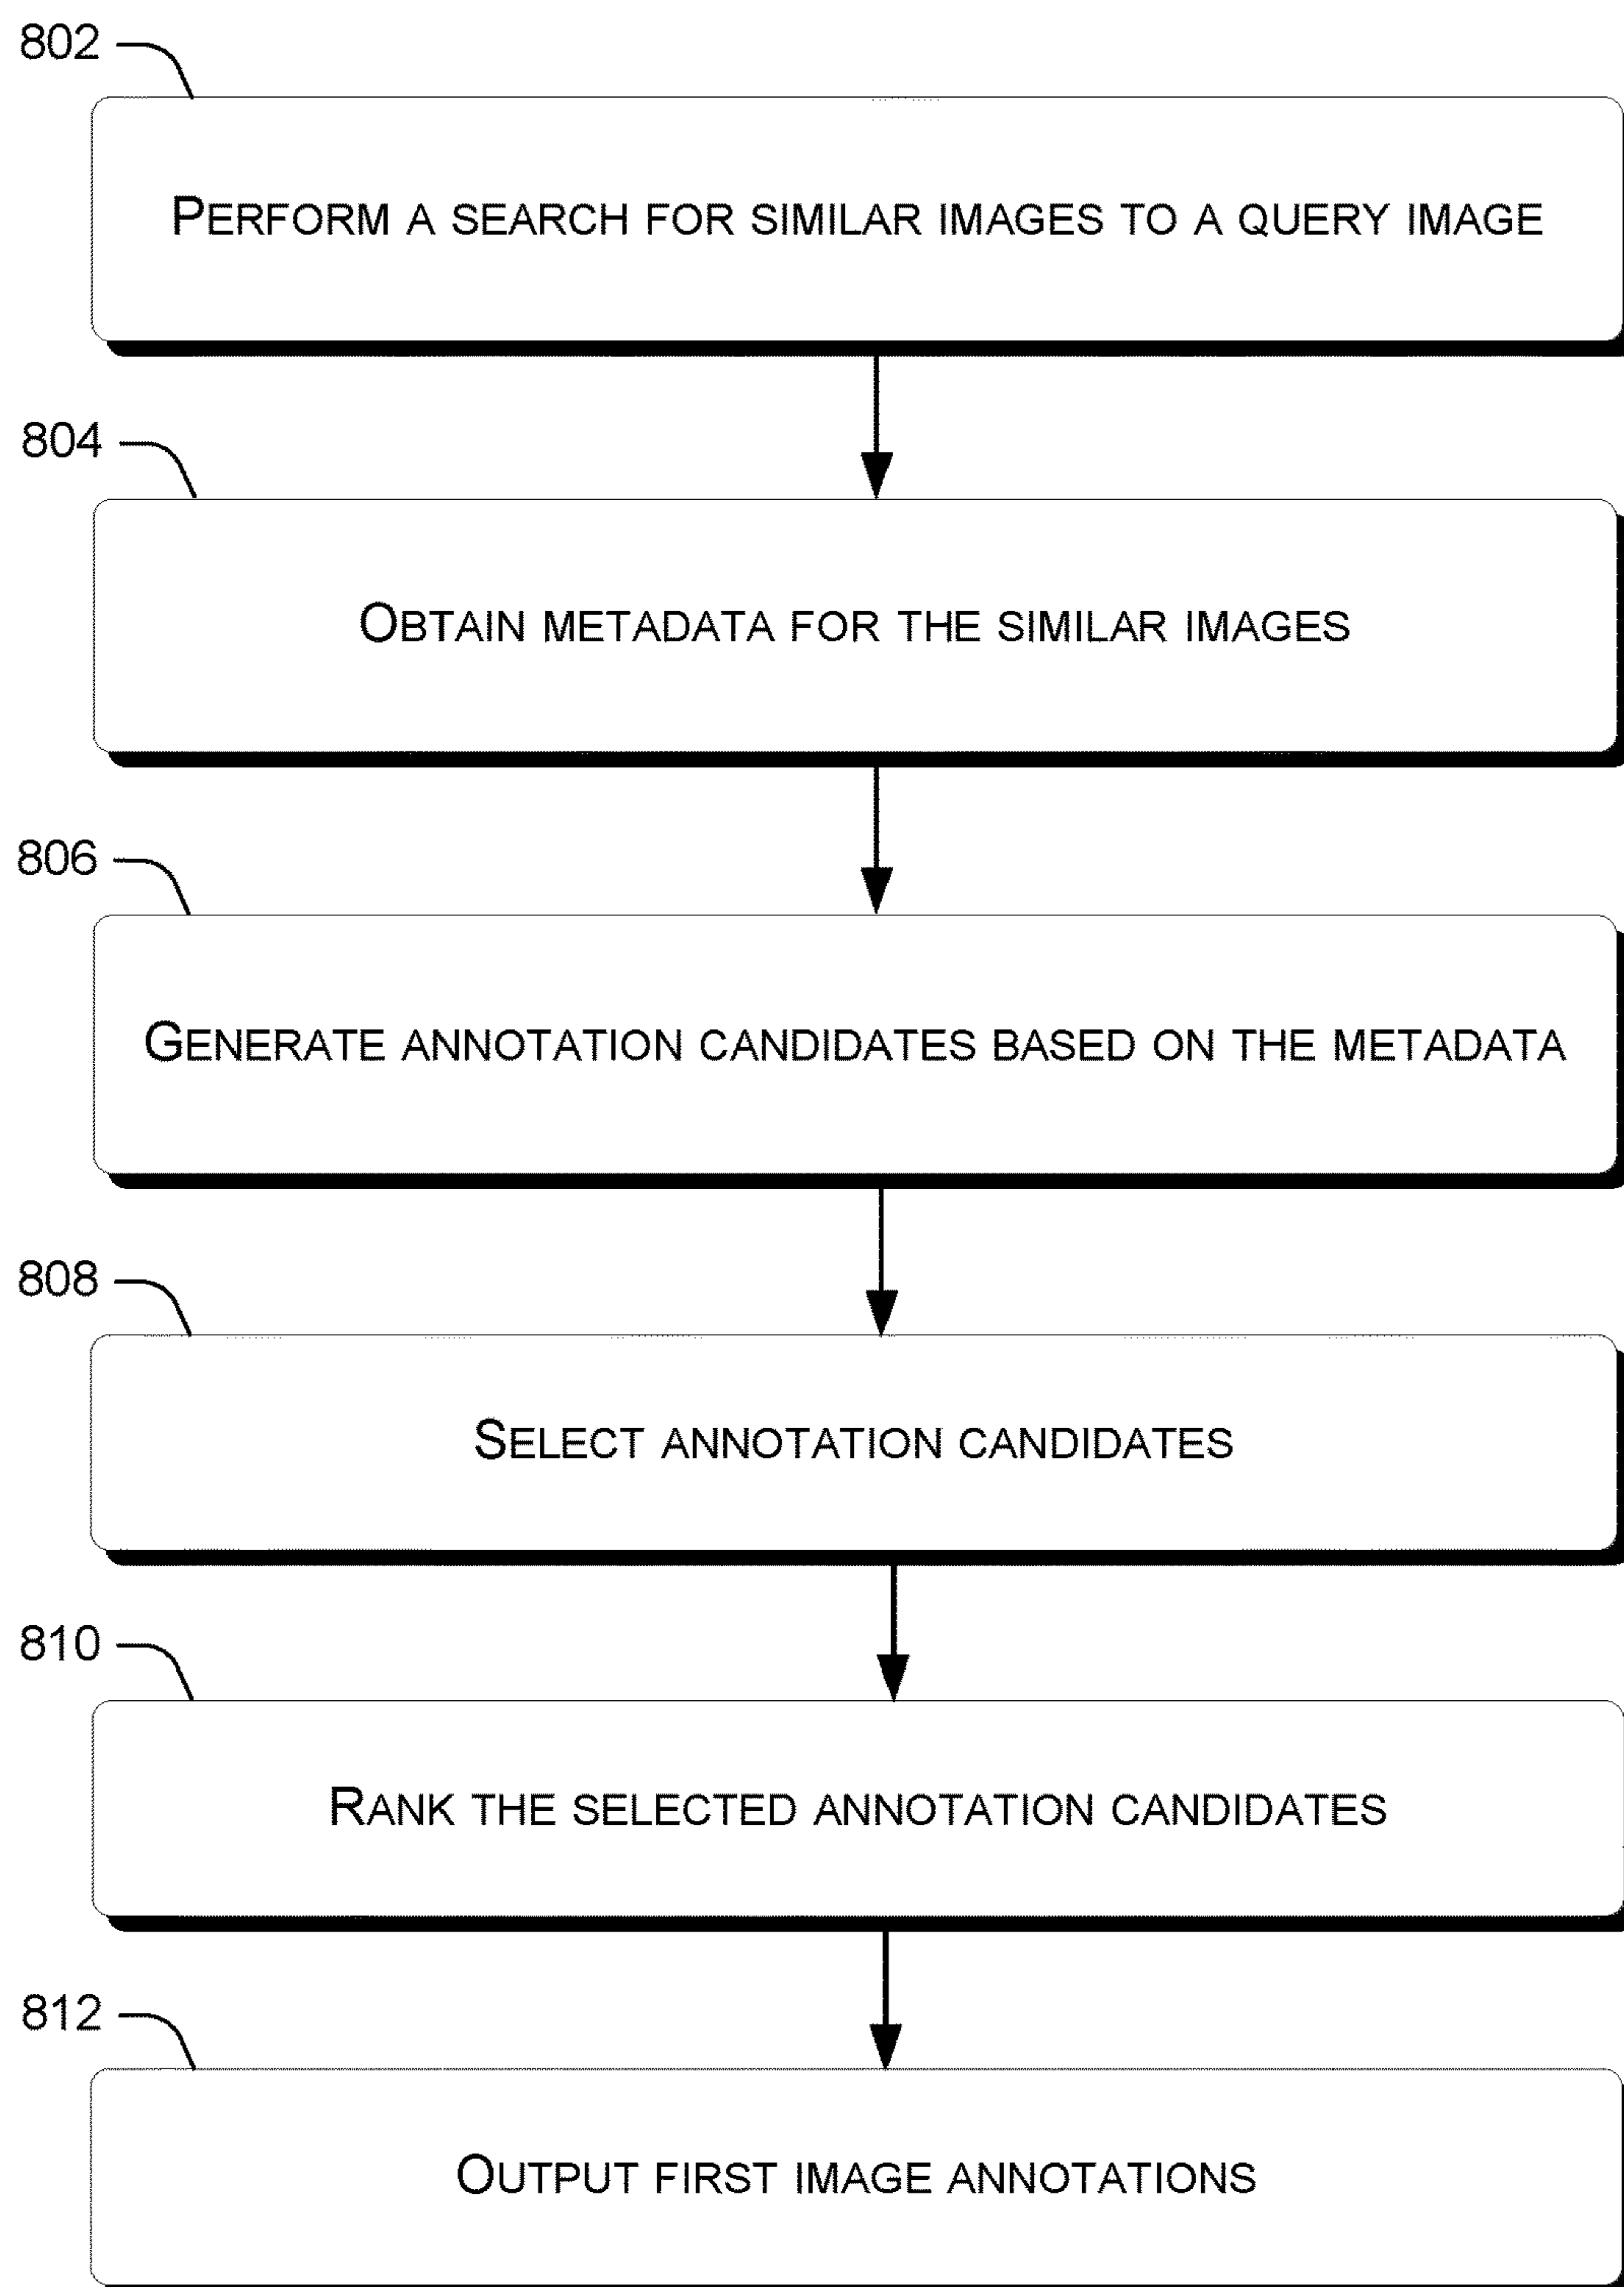 802
PERFORM A SEARCH FOR SIMILAR IMAGES TO A QUERY IMAGE
804
OBTAIN METADATA FOR THE SIMILAR IMAGES
806
GENERATE ANNOTATION CANDIDATES BASED ON THE METADATA
808
SELECT ANNOTATION CANDIDATES
810
RANK THE SELECTED ANNOTATION CANDIDATES
812
OUTPUT FIRST IMAGE ANNOTATIONS